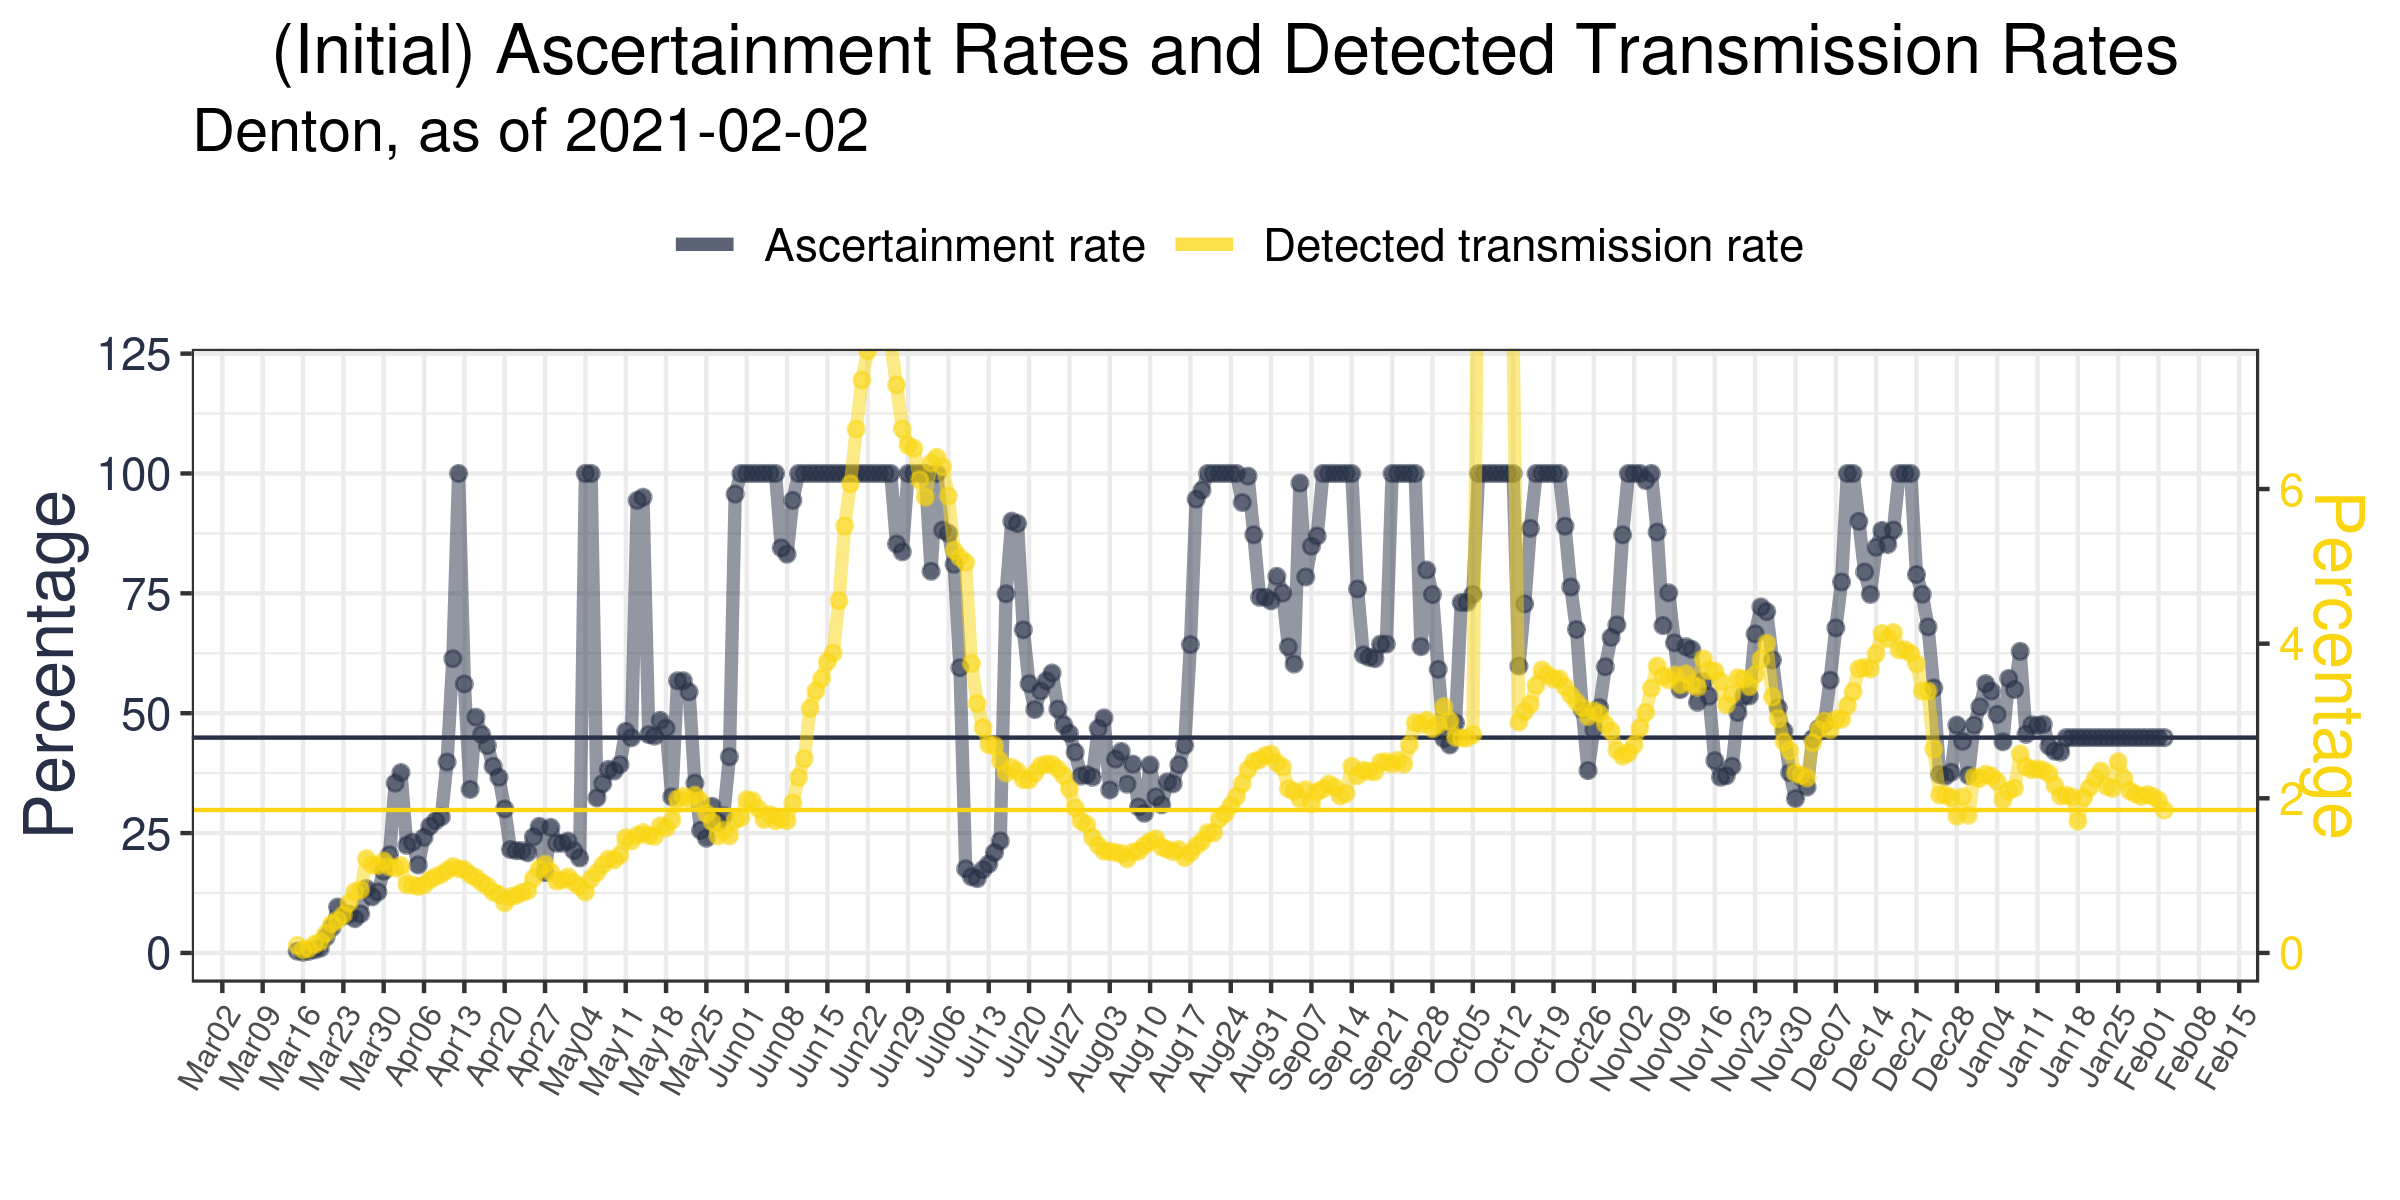 (Initial) Ascertainment Rates and Detected Transmission Rates
Denton, as of 2021-02-02
Ascertainment rate
Detected transmission rate
Percentage
125
100
75
50
25
0
6
4
2
0
Percentage
Mar02
Mar09
Mar16
Mar23
Mar30
Apr06
Apr13
Apr20
Apr27
May04
May11
May18
May25
Jun01
Jun08
Jun15
Jun22
Jun29
Jul06
Jul13
Jul20
Jul27
Aug03
Aug10
Aug17
Aug24
Aug31
Sep07
Sep14
Sep21
Sep28
Oct05
Oct12
Oct19
Oct26
Nov02
Nov09
Nov16
Nov23
Nov30
Dec07
Dec14
Dec21
Dec28
Jan04
Jan11
Jan18
Jan25
Feb01
Feb08
Feb15